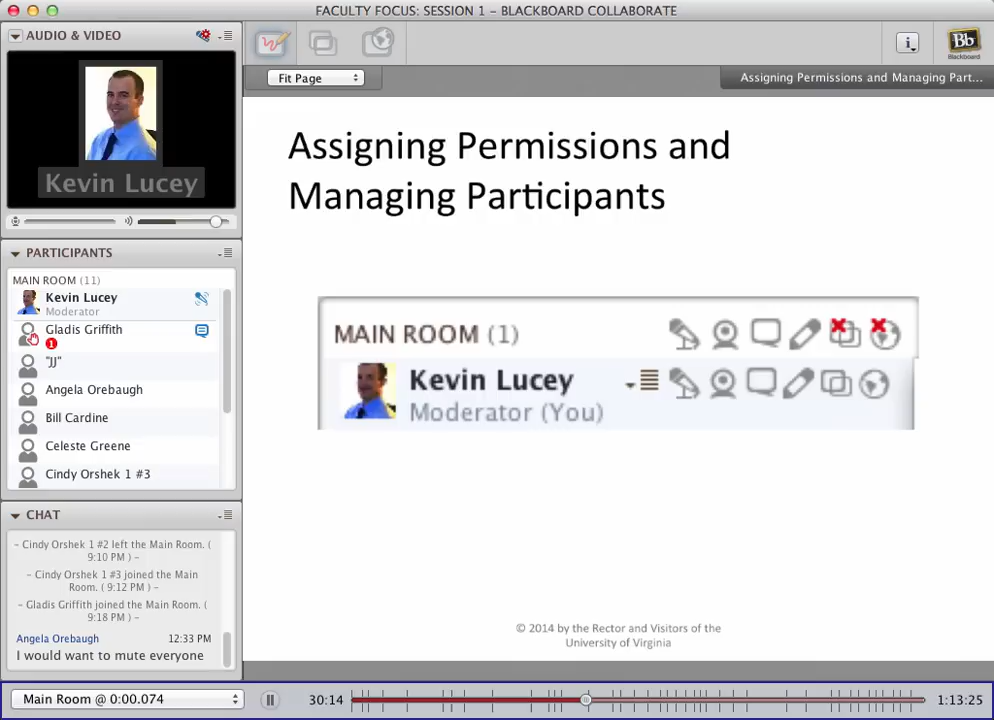 FACULTY FOCUS: SESSION 1 - BLACKBOARD COLLABORATE
AUDIO & VIDEO
Kevin Lucey
PARTICIPANTS
MAIN ROOM (11)
Kevin Lucey
Moderator
Gladis Griffith
1
"JJ"
Angela Orebaugh
Bill Cardine
Celeste Greene
Cindy Orshek 1 #3
CHAT
- Cindy Orshek 1 #2 left the Main Room. (
9:10 PM ) -
- Cindy Orshek 1 #3 joined the Main
Room. ( 9:12 PM ) -
- Gladis Griffith joined the Main Room. (
9:18 PM ) -
Angela Orebaugh 12:33 PM
I would want to mute everyone
i
Bb
Blackboard
Fit Page
Assigning Permissions and Managing Part...
Assigning Permissions and
Managing Participants
MAIN ROOM (1)
Kevin Lucey
Moderator (You)
© 2014 by the Rector and Visitors of the
University of Virginia
Main Room @ 0:00.074
30:14
1:13:25